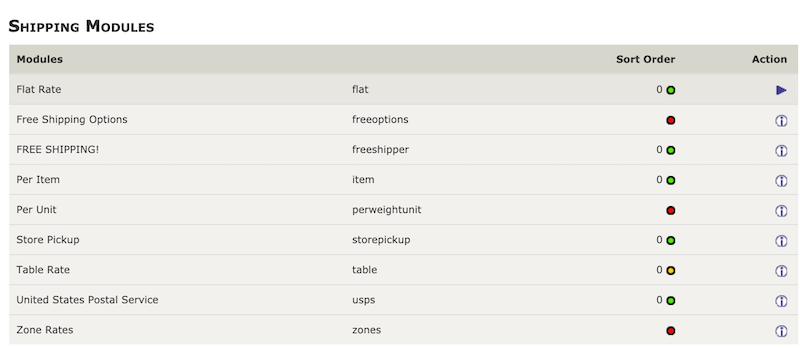 Shipping Modules
Modules Sort Order Action
Flat Rate flat 0
Free Shipping Options freeoptions
FREE SHIPPING! freeshipper 0
Per Item item 0
Per Unit perweightunit
Store Pickup storepickup 0
Table Rate table 0
United States Postal Service usps 0
Zone Rates zones